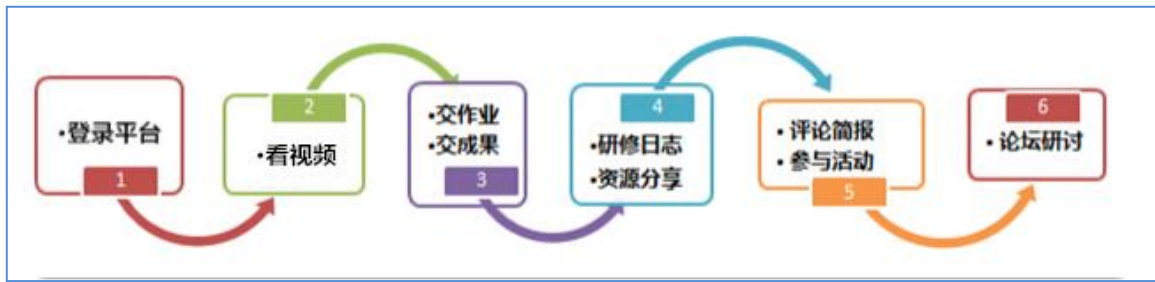 ·登录平台
1
2
·看视频
·交作业
·交成果
3
4
·研修日志
·资源分享
·评论简报
·参与活动
5
6
·论坛研讨